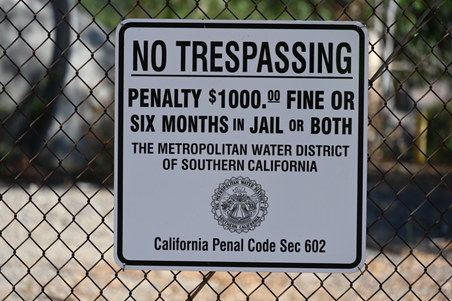 NO TRESPASSING
PENALTY $1000.00 FINE OR
SIX MONTHS IN JAIL OR BOTH
THE METROPOLITAN WATER DISTRICT
OF SOUTHERN CALIFORNIA
California Penal Code Sec 602